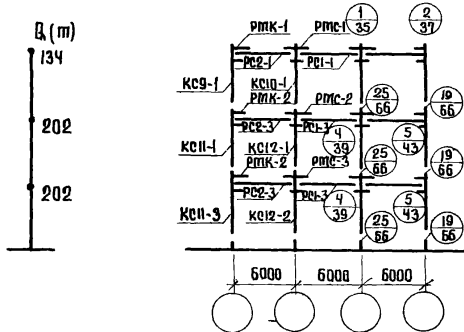 Q (т)
134
202
202
РМК-1
РМС-1
1
35
2
37
РС2-1
РС1-1
КС9-1
КС10-1
РМК-2
РМС-2
25
66
19
66
РС2-3
РС1-3
4
39
5
43
КС11-1
КС12-1
РМК-2
РМС-3
25
66
19
66
РС2-3
РС1-3
4
39
5
43
КС11-3
КС12-2
25
66
19
66
6000
6000
6000